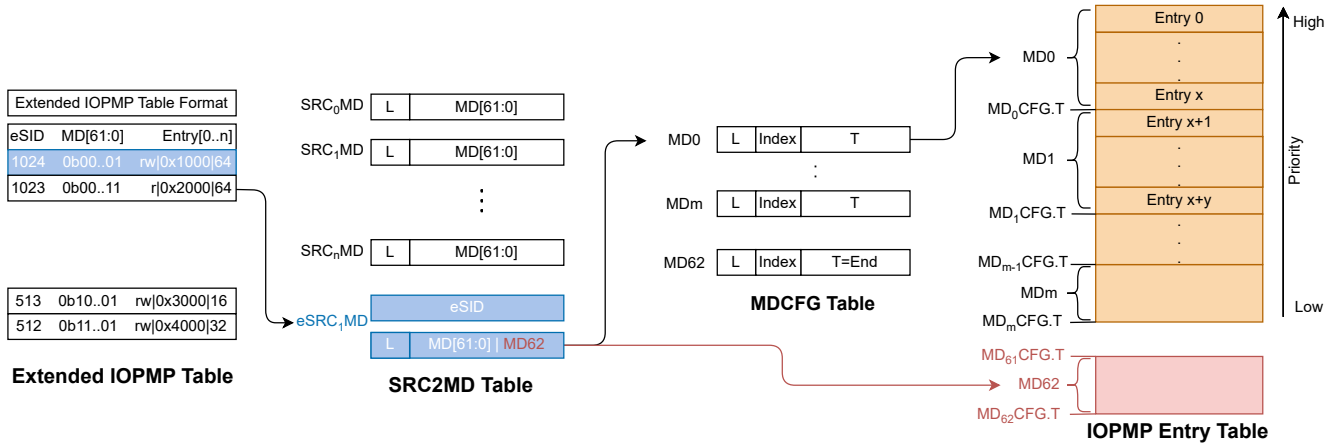 Extended IOPMP Table Format
eSID MD[61:0] Entry[0..n]
1024 0b00..01 rw|0x1000|64
1023 0b00..11 r|0x2000|64
513 0b10..01 rw|0x3000|16
512 0b11..01 rw|0x4000|32
Extended IOPMP Table
SRC₀MD L MD[61:0]
SRC₁MD L MD[61:0]
SRCₙMD L MD[61:0]
eSRC₁MD
eSID
L MD[61:0] | MD62
SRC2MD Table
MD0 L Index T
MDm L Index T
MD62 L Index T=End
MDCFG Table
Entry 0
MD0
Entry x
MD₀CFG.T
Entry x+1
MD1
Entry x+y
MD₁CFG.T
MDₘ₋₁CFG.T
MDm
MDₘCFG.T
MD₆₁CFG.T
MD62
MD₆₂CFG.T
IOPMP Entry Table
High
Priority
Low